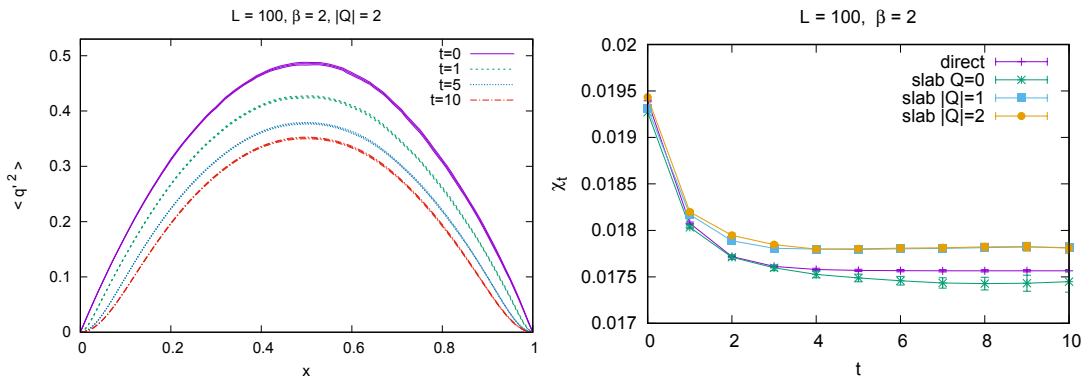 L = 100, β = 2, |Q| = 2
< q' ² >
0.5
0.4
0.3
0.2
0.1
0
0 0.2 0.4 0.6 0.8 1
x
t=0
t=1
t=5
t=10
L = 100, β = 2
χt
0.02
0.0195
0.019
0.0185
0.018
0.0175
0.017
0 2 4 6 8 10
t
direct
slab Q=0
slab |Q|=1
slab |Q|=2